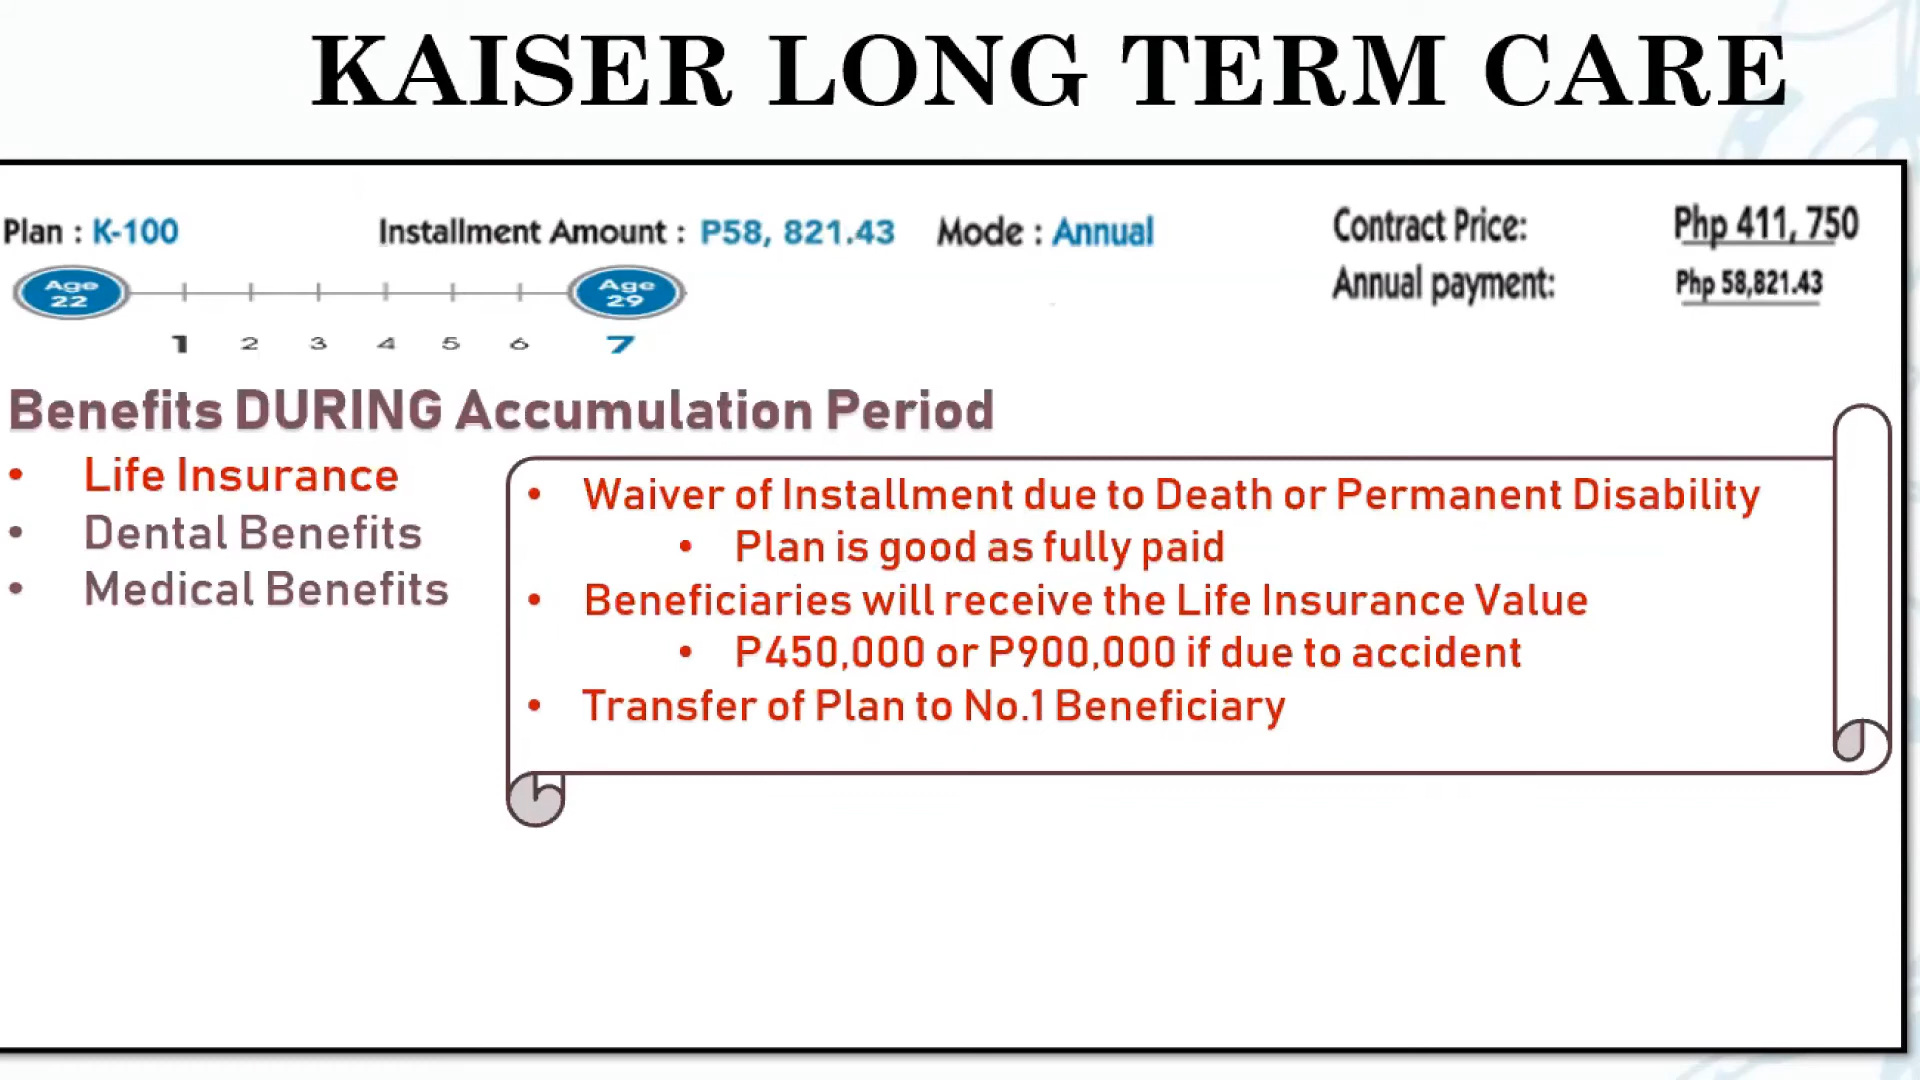 KAISER LONG TERM CARE
Plan : K-100 Installment Amount : P58, 821.43 Mode : Annual
Contract Price: Php 411, 750
Annual payment: Php 58,821.43
Age 22
Age 29
1 2 3 4 5 6 7
Benefits DURING Accumulation Period
• Life Insurance
• Dental Benefits
• Medical Benefits
• Waiver of Installment due to Death or Permanent Disability
• Plan is good as fully paid
• Beneficiaries will receive the Life Insurance Value
• P450,000 or P900,000 if due to accident
• Transfer of Plan to No.1 Beneficiary